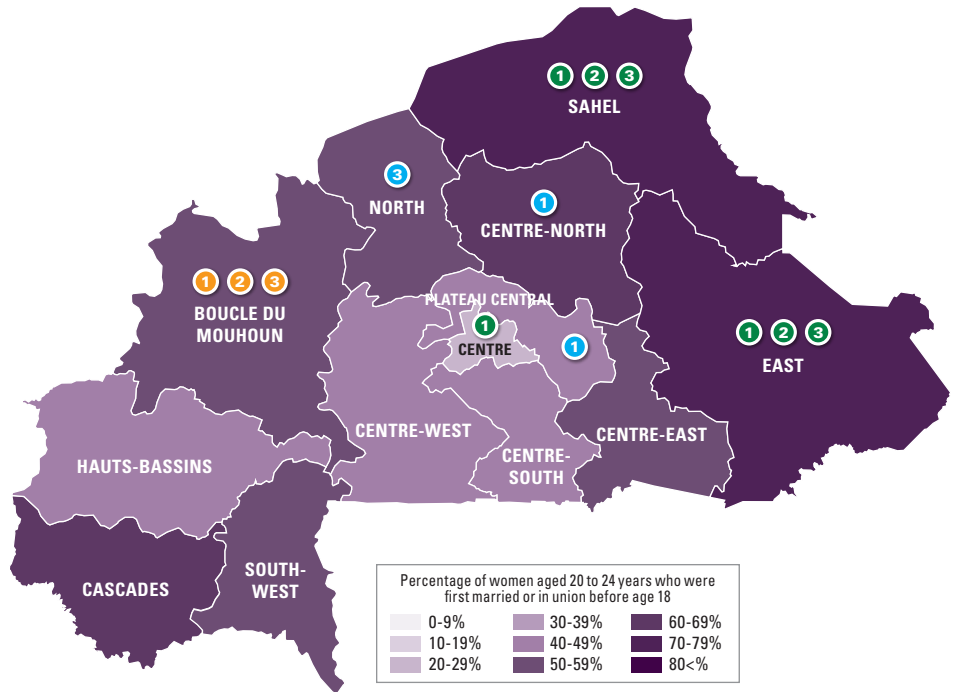 1 2 3
SAHEL
3
NORTH
1
CENTRE-NORTH
1 2 3
BOUCLE DU
MOUHOUN
PLATEAU CENTRAL
1
CENTRE
1
1 2 3
EAST
CENTRE-WEST
CENTRE-EAST
CENTRE-
SOUTH
HAUTS-BASSINS
CASCADES
SOUTH-
WEST
Percentage of women aged 20 to 24 years who were
first married or in union before age 18
0-9%
10-19%
20-29%
30-39%
40-49%
50-59%
60-69%
70-79%
80<%